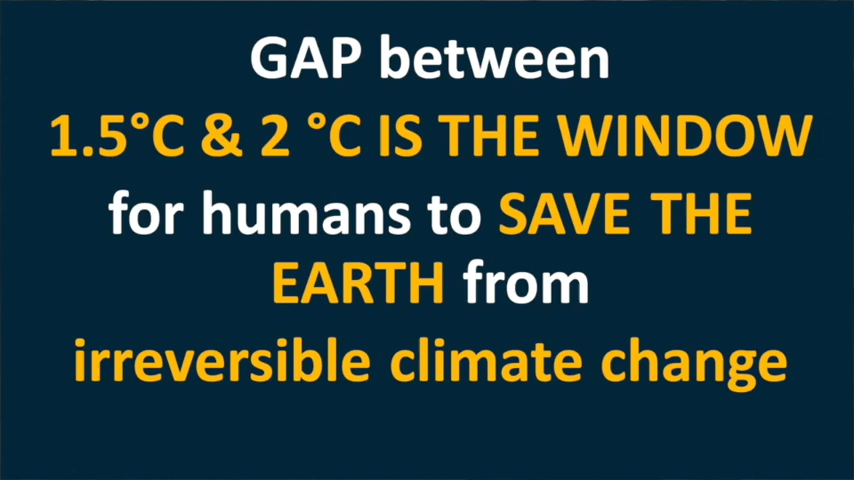 GAP between
1.5°C & 2 °C IS THE WINDOW
for humans to SAVE THE
EARTH from
irreversible climate change